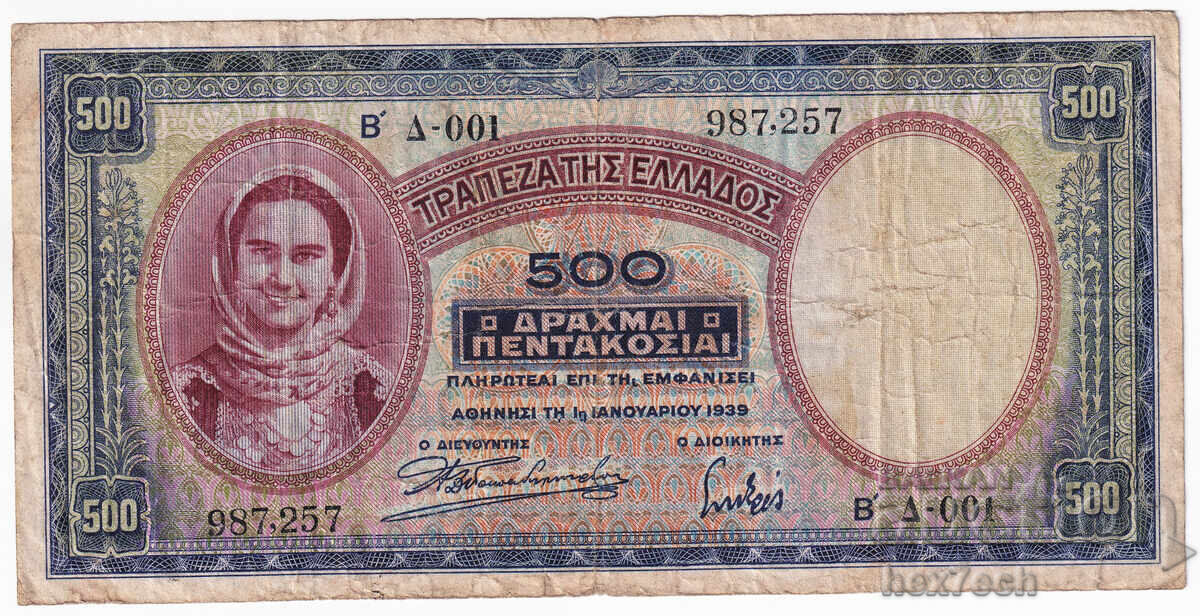 500
500
Β΄ Δ-001
987,257
ΤΡΑΠΕΖΑ ΤΗΣ ΕΛΛΑΔΟΣ
500
ΔΡΑΧΜΑΙ
ΠΕΝΤΑΚΟΣΙΑΙ
ΠΛΗΡΩΤΕΑΙ ΕΠΙ ΤΗι ΕΜΦΑΝΙΣΕΙ
ΑΘΗΝΗΣΙ ΤΗ 1η ΙΑΝΟΥΑΡΙΟΥ 1939
Ο ΔΙΕΥΘΥΝΤΗΣ
Ο ΔΙΟΙΚΗΤΗΣ
987,257
Β΄ Δ-001
500
500
hex7ech